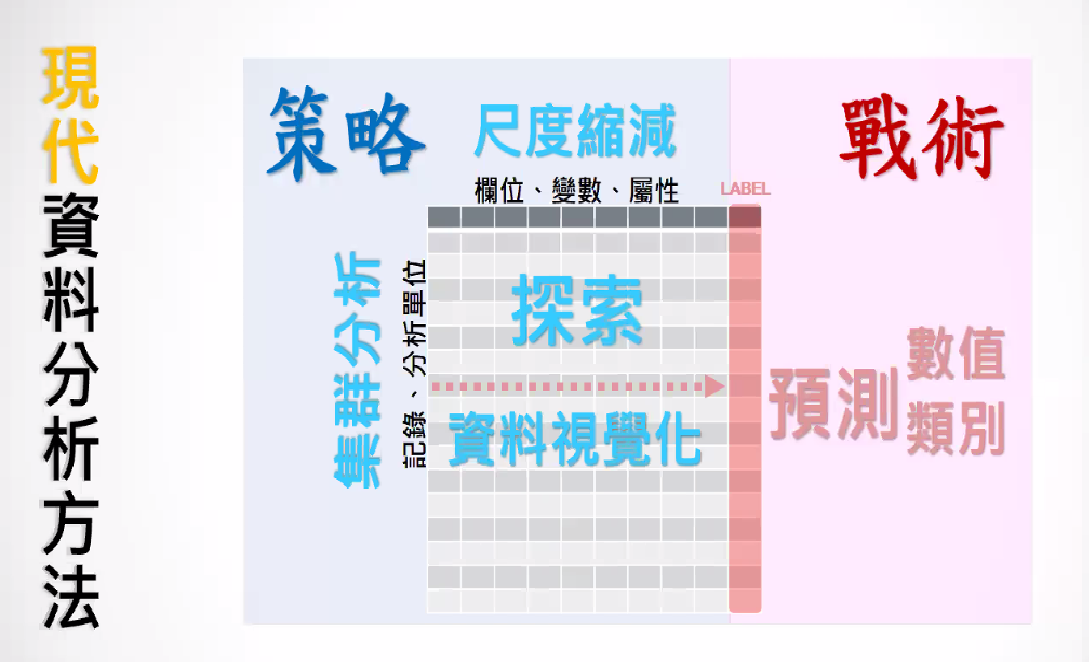 現代資料分析方法
策略
尺度縮減
戰術
欄位、變數、屬性
LABEL
集群分析
記錄、分析單位
探索
資料視覺化
預測
數值
類別